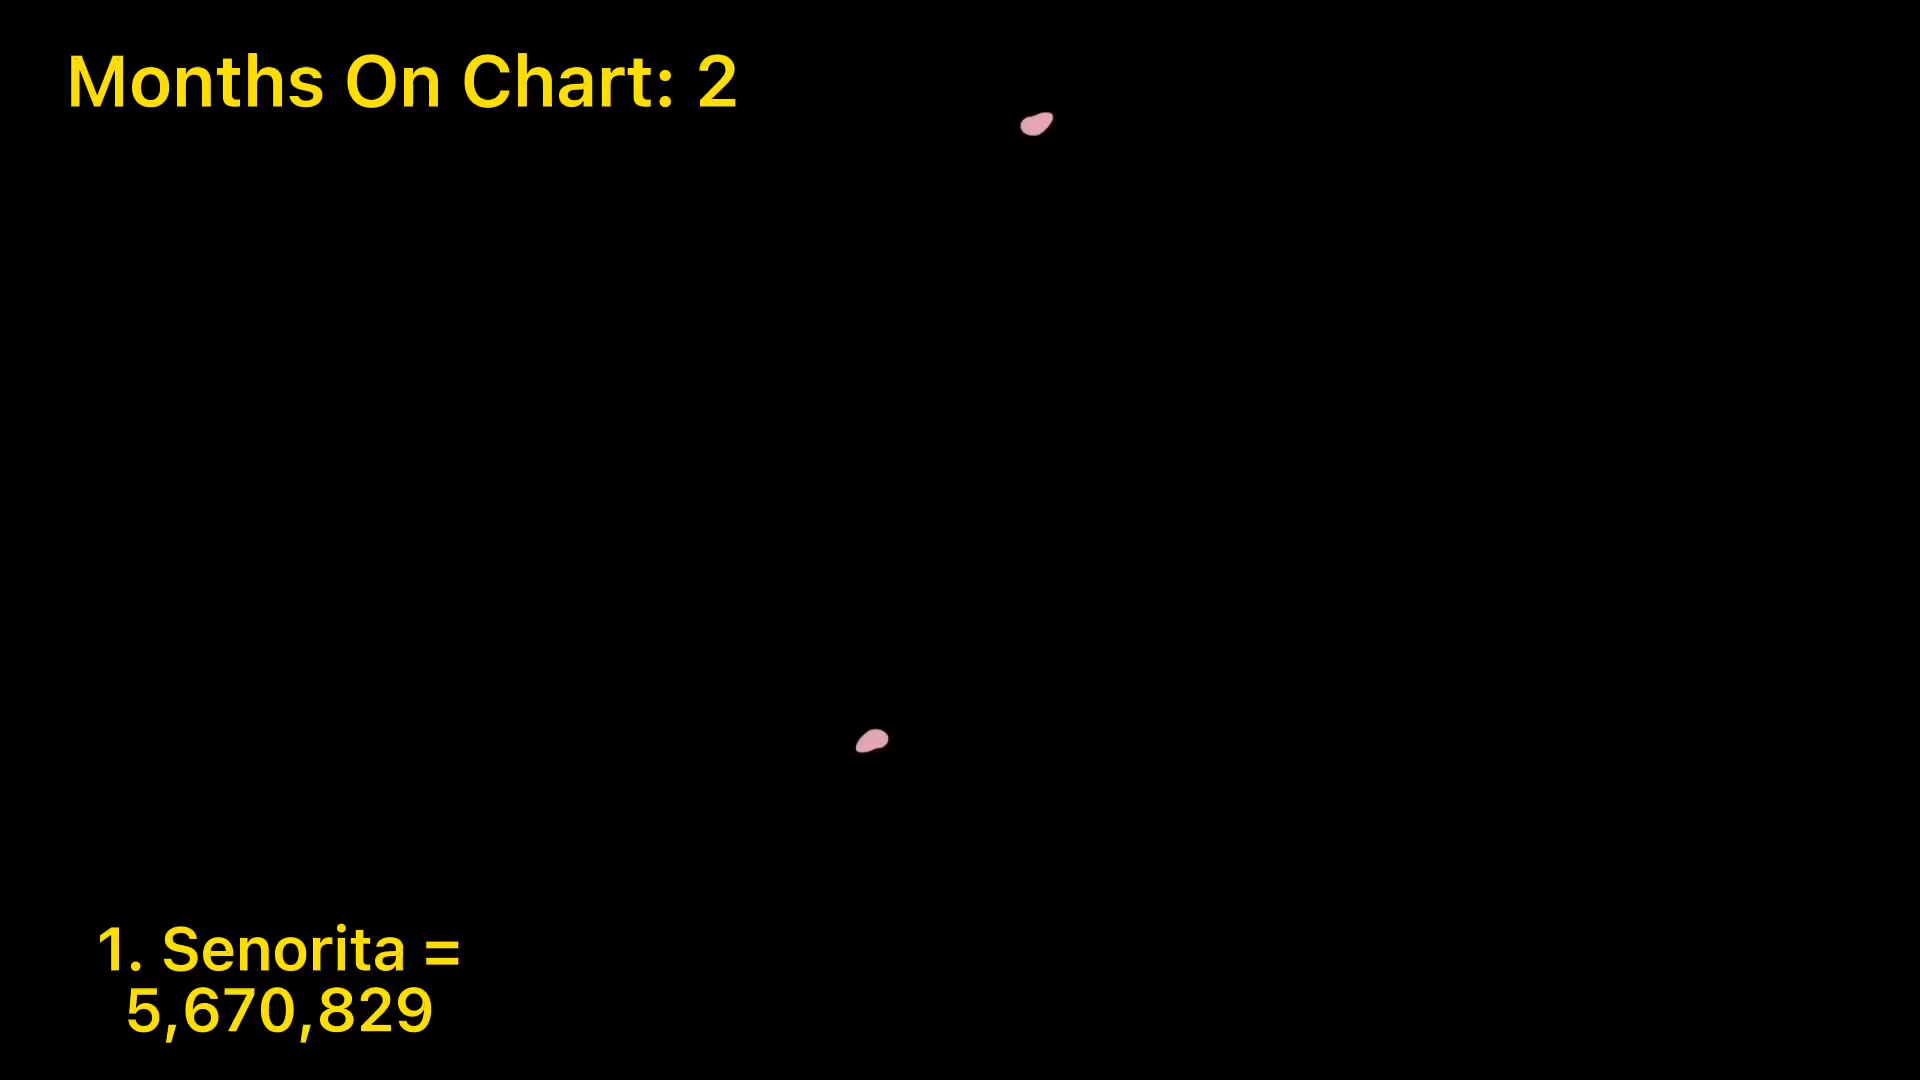 Months On Chart: 2
1. Senorita =
5,670,829